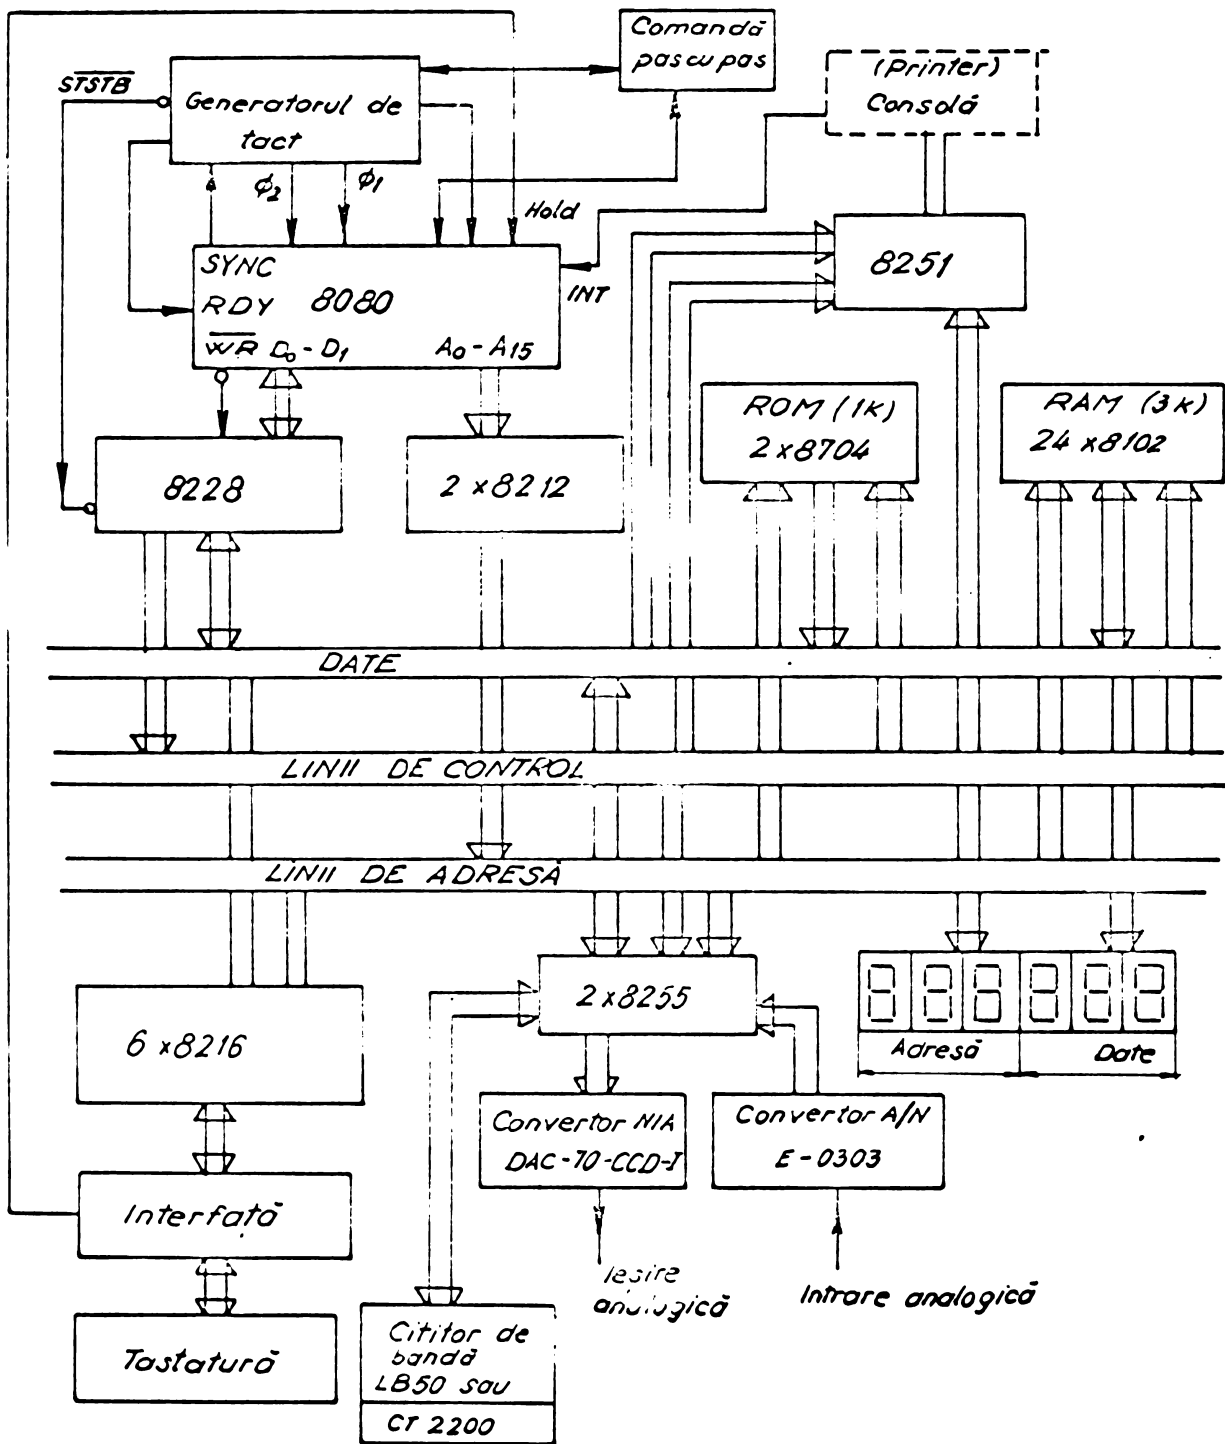 Comandă
pas cu pas
(Printer)
Consolă
STSTB
Generatorul de
tact
ϕ2
ϕ1
Hold
INT
SYNC
RDY 8080
WR D0 - D1 A0 - A15
8251
ROM (1K)
2 x 8704
RAM (3K)
24 x 8102
8228
2 x 8212
DATE
LINII DE CONTROL
LINII DE ADRESĂ
6 x 8216
2 x 8255
Adresă
Date
Convertor N/A
DAC-70-CCD-I
Convertor A/N
E-0303
Interfață
Iesire
analogică
Intrare analogică
Tastatură
Cititor de
bandă
LB50 sau
CT 2200